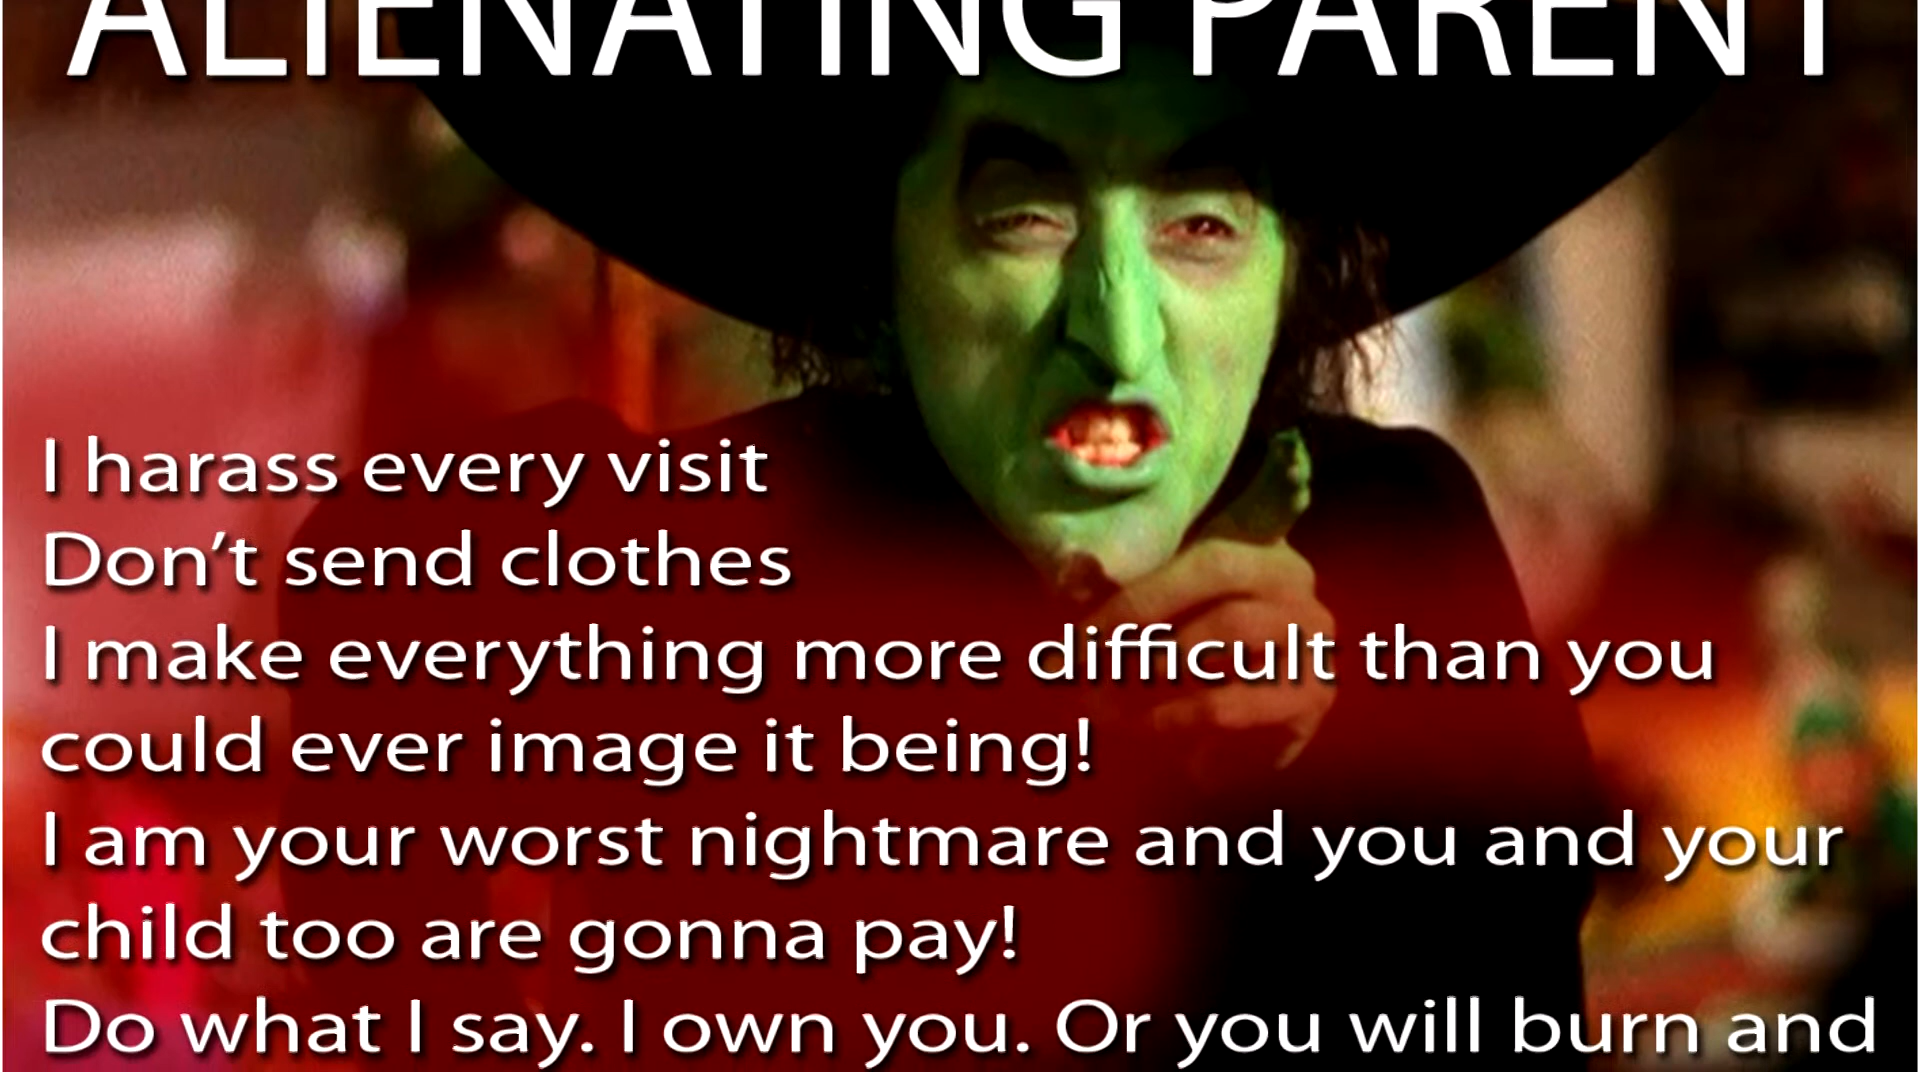 ALIENATING PARENT
I harass every visit
Don’t send clothes
I make everything more difficult than you
could ever image it being!
I am your worst nightmare and you and your
child too are gonna pay!
Do what I say. I own you. Or you will burn and